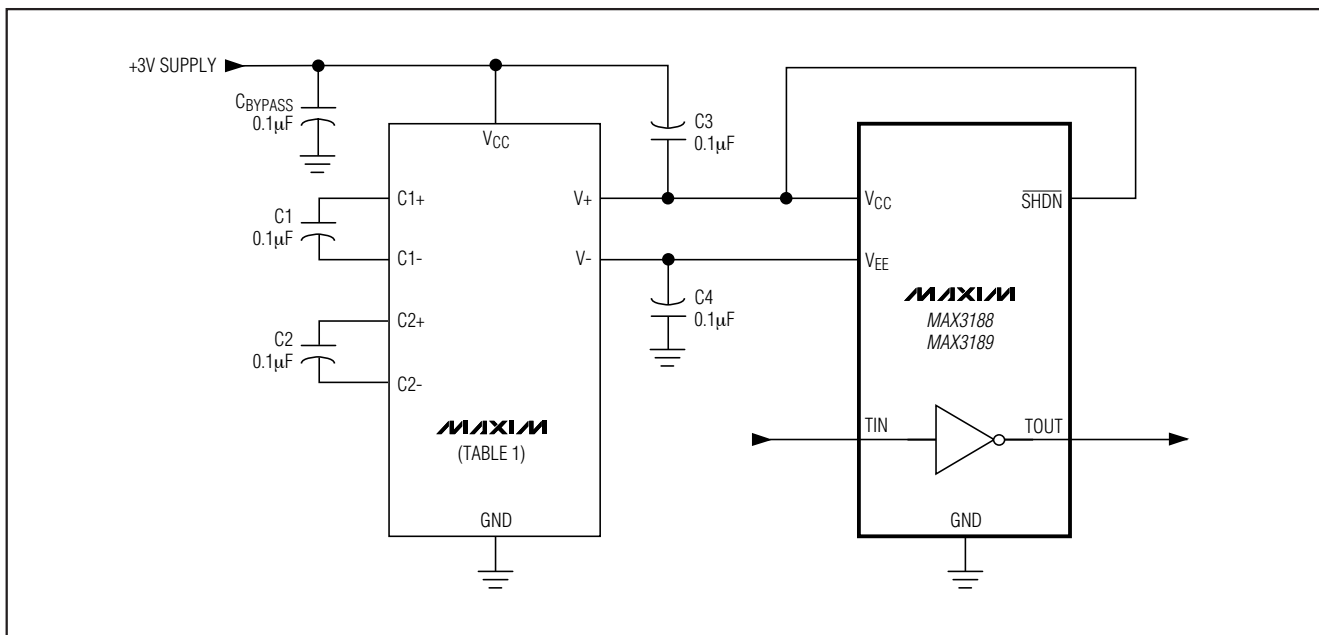 +3V SUPPLY
CBYPASS
0.1µF
VCC
C3
0.1µF
C1+
V+
VCC
SHDN
C1
0.1µF
C1-
V-
VEE
C4
0.1µF
MAXIM
MAX3188
MAX3189
C2+
C2
0.1µF
C2-
MAXIM
(TABLE 1)
TIN
TOUT
GND
GND